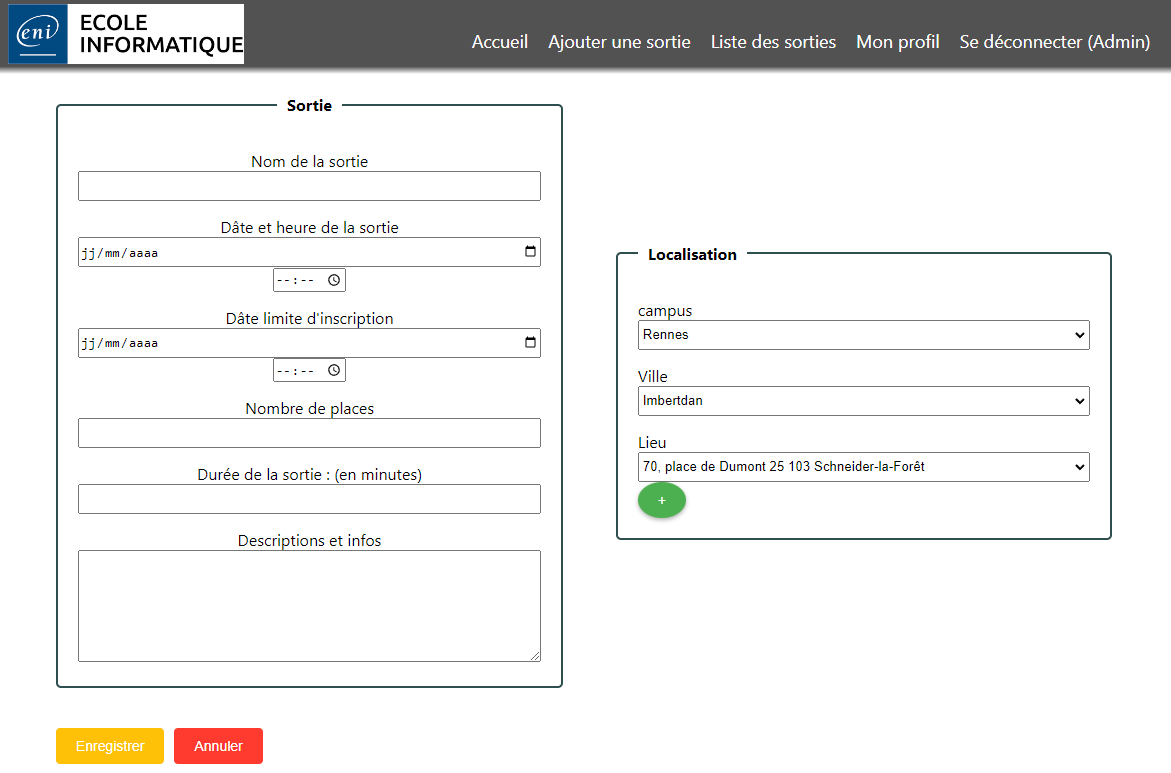 eni ECOLE
INFORMATIQUE
Accueil Ajouter une sortie Liste des sorties Mon profil Se déconnecter (Admin)
Sortie
Nom de la sortie
Dâte et heure de la sortie
jj/mm/aaaa
--:--
Dâte limite d'inscription
jj/mm/aaaa
--:--
Nombre de places
Durée de la sortie : (en minutes)
Descriptions et infos
Localisation
campus
Rennes
Ville
Imbertdan
Lieu
70, place de Dumont 25 103 Schneider-la-Forêt
+
Enregistrer Annuler